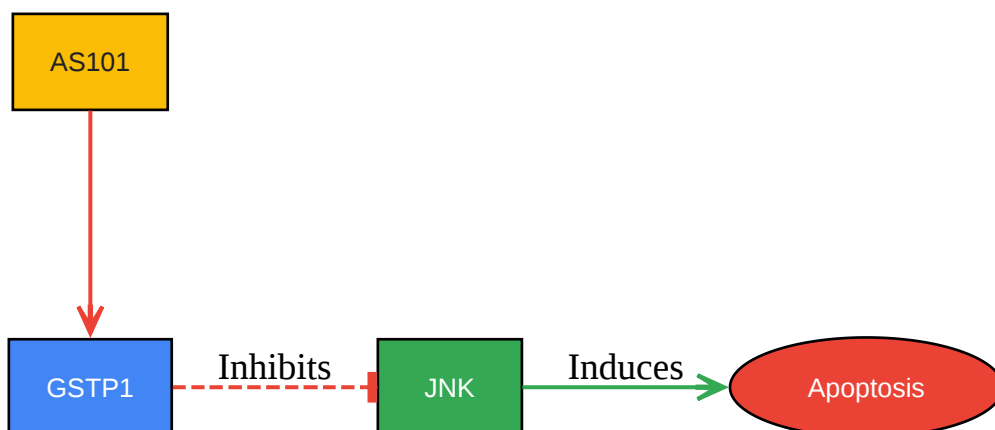 AS101
Inhibits
Induces
GSTP1
JNK
Apoptosis